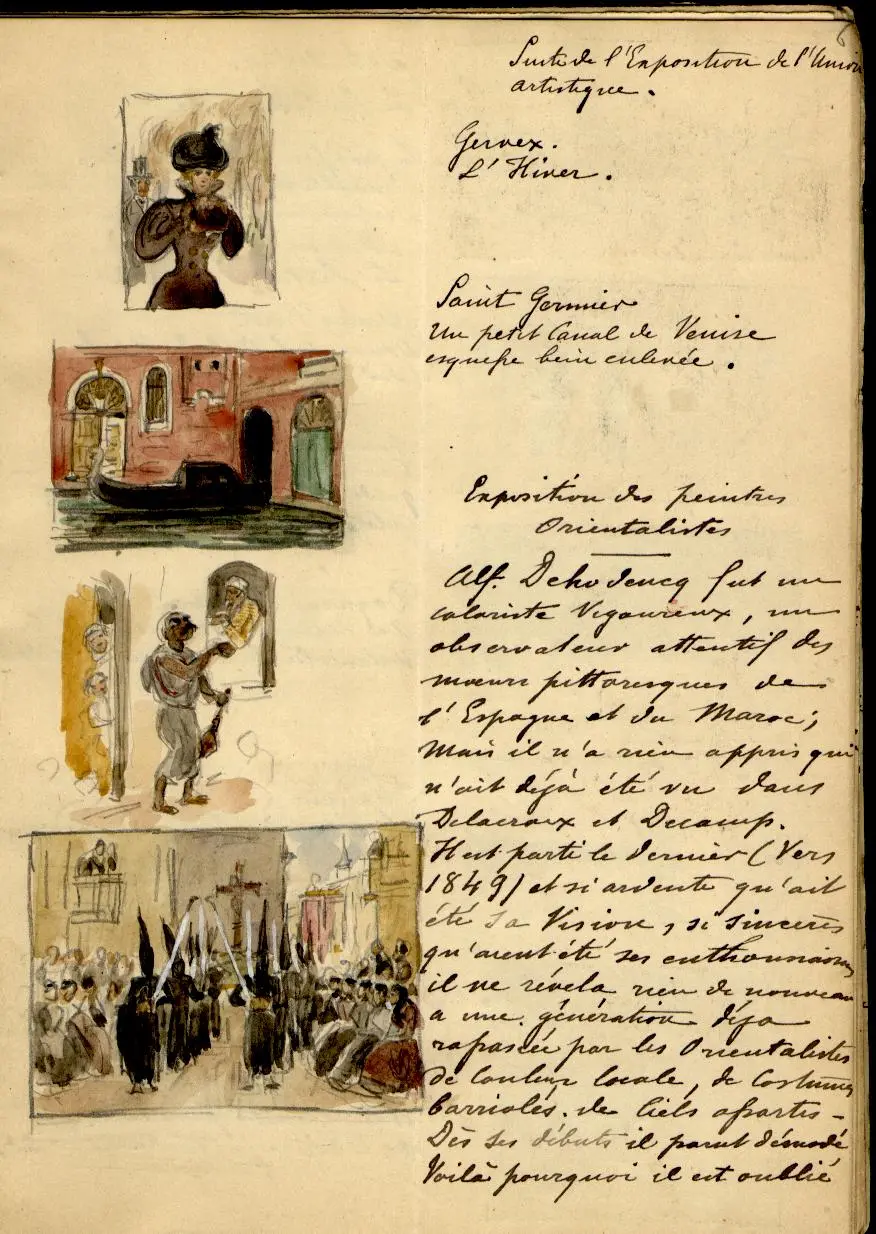 6
Suite de l'Exposition de l'Union
artistique.
Gervex.
L'Hiver.
Saint Germier
Un petit Canal de Venise
esquisse bein enlevée.
Exposition des peintres
Orientalistes
Alf. Dehodencq fut un
coloriste Vigoureux, un
observateur attentif des
moeurs pittoresques de
l'Espagne et du Maroc;
Mais il n'a rien appris qui
n'ait déjà été vu dans
Delacroix et Decamp.
Il est parti le dernier (Vers
1849) et si ardente qu'ait
été sa Vision, si sincères
qu'aient été ses enthousiasmes
il ne révéla rien de nouveau
a une génération déja
rassasiée par les Orientalistes
de Couleur locale, de Costumes
barriolés. de Ciels
Dès ses débuts il parut démodé
Voilà pourquoi il est oublié